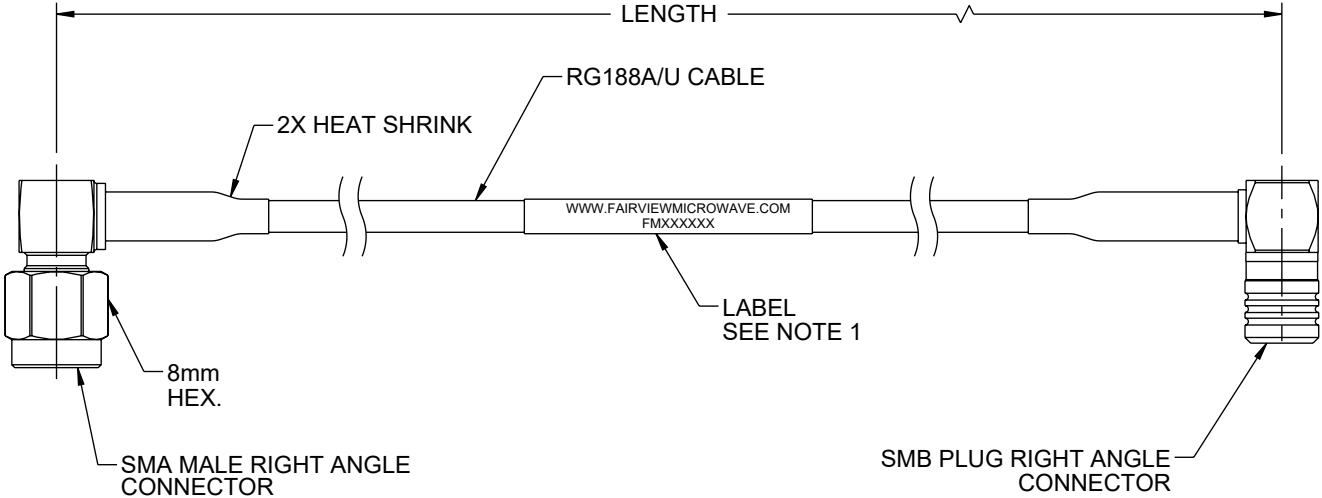 LENGTH
RG188A/U CABLE
2X HEAT SHRINK
WWW.FAIRVIEWMICROWAVE.COM
FMXXXXXX
LABEL
SEE NOTE 1
8mm
HEX.
SMA MALE RIGHT ANGLE
CONNECTOR
SMB PLUG RIGHT ANGLE
CONNECTOR